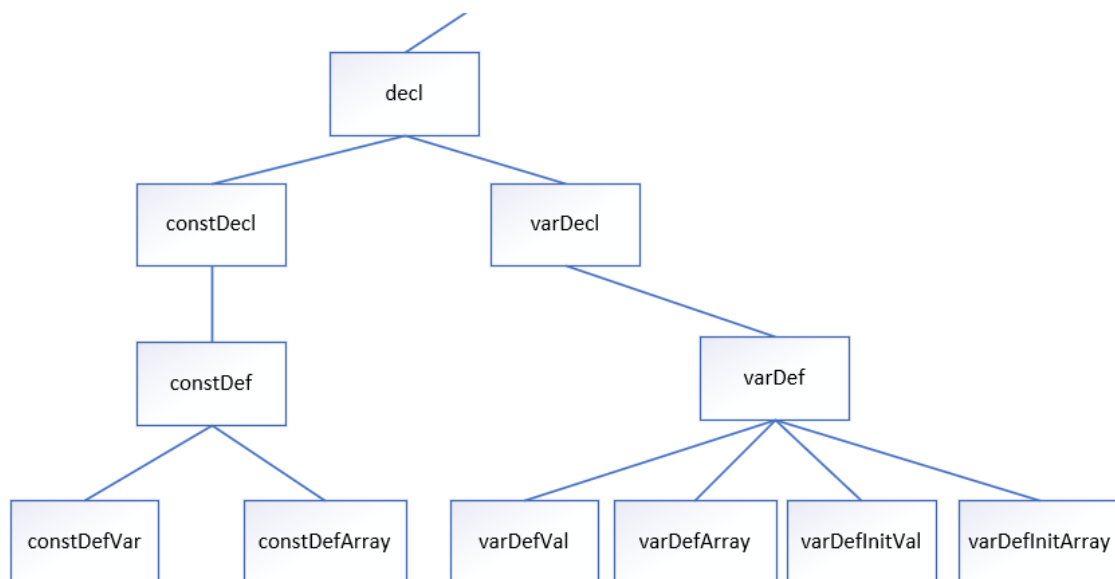 decl
constDecl
varDecl
constDef
varDef
constDefVar
constDefArray
varDefVal
varDefArray
varDefInitVal
varDefInitArray